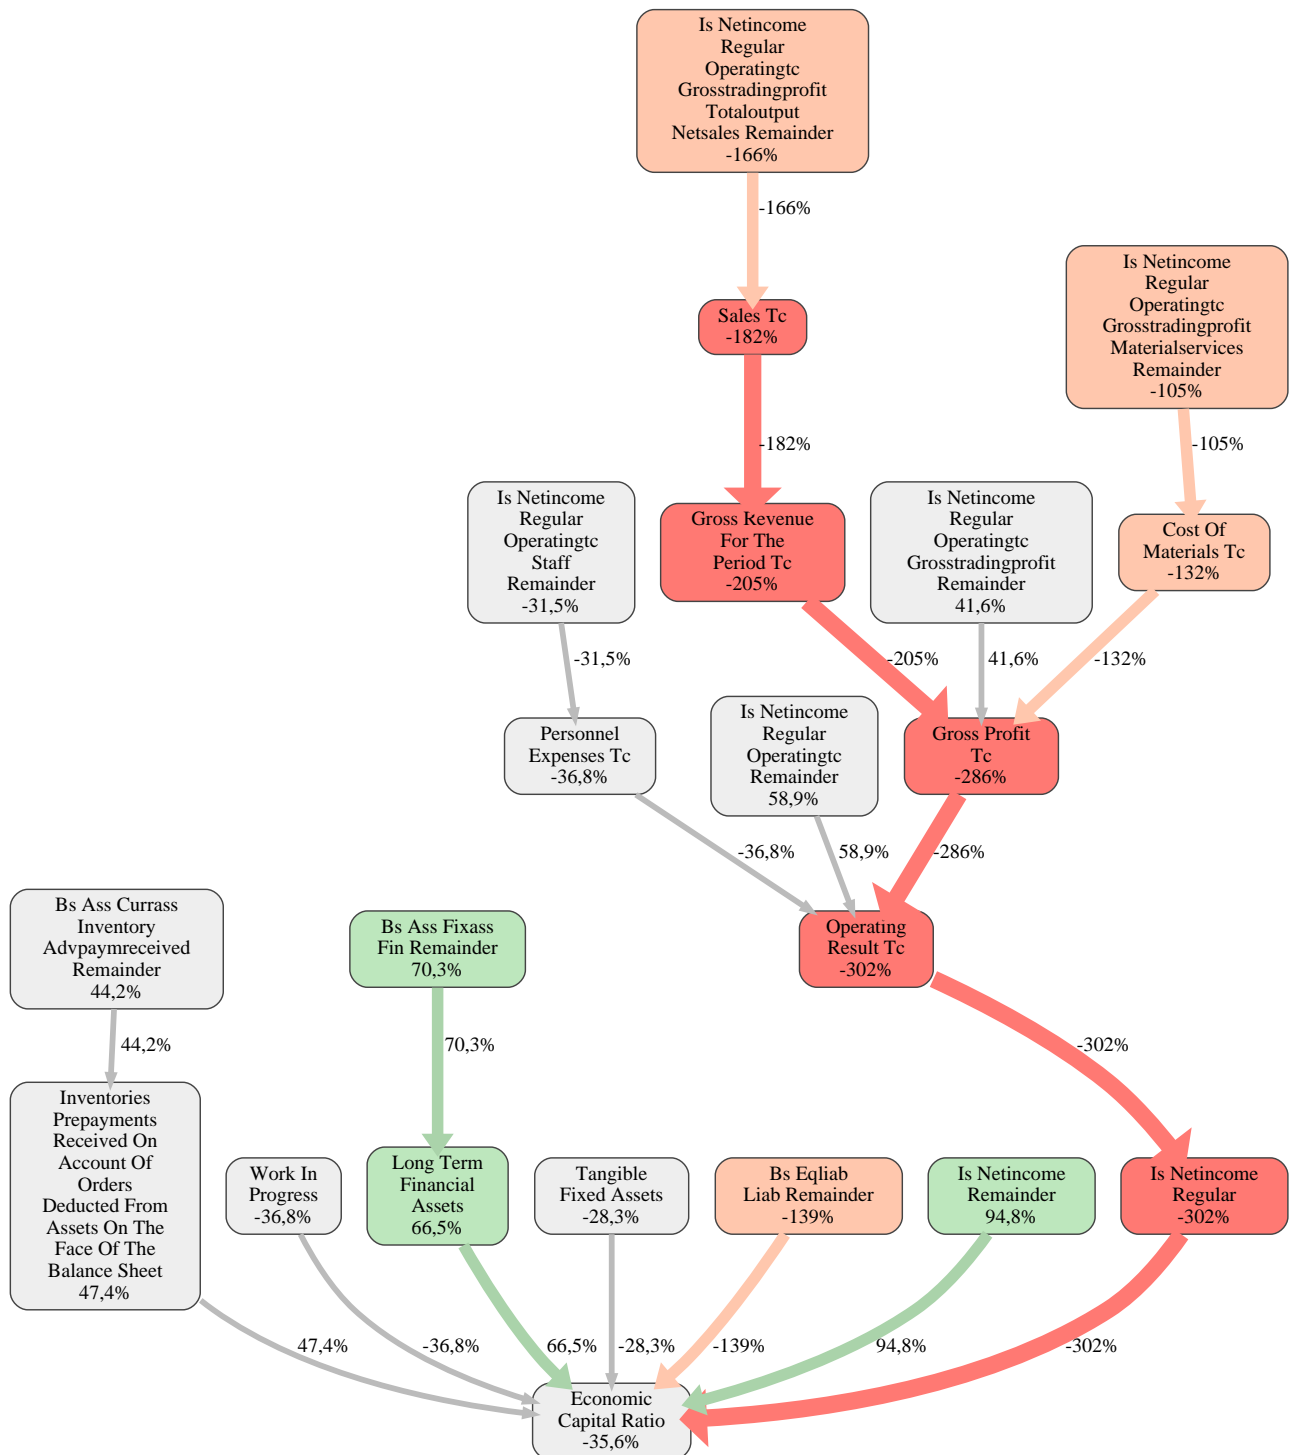 Is Netincome
Regular
Operatingtc
Grosstradingprofit
Totaloutput
Netsales Remainder
-166%
-166%
Is Netincome
Regular
Operatingtc
Grosstradingprofit
Materialservices
Remainder
-105%
Sales Tc
-182%
-182%
-105%
Is Netincome
Regular
Operatingtc
Staff
Remainder
-31,5%
Gross Revenue
For The
Period Tc
-205%
Is Netincome
Regular
Operatingtc
Grosstradingprofit
Remainder
41,6%
Cost Of
Materials Tc
-132%
-31,5%
-205%
41,6%
-132%
Personnel
Expenses Tc
-36,8%
Is Netincome
Regular
Operatingtc
Remainder
58,9%
Gross Profit
Tc
-286%
-36,8%
58,9%
-286%
Bs Ass Currass
Inventory
Advpaymreceived
Remainder
44,2%
Bs Ass Fixass
Fin Remainder
70,3%
Operating
Result Tc
-302%
44,2%
70,3%
-302%
Inventories
Prepayments
Received On
Account Of
Orders
Deducted From
Assets On The
Face Of The
Balance Sheet
47,4%
Work In
Progress
-36,8%
Long Term
Financial
Assets
66,5%
Tangible
Fixed Assets
-28,3%
Bs Eqliab
Liab Remainder
-139%
Is Netincome
Remainder
94,8%
Is Netincome
Regular
-302%
47,4%
-36,8%
66,5%
-28,3%
-139%
94,8%
-302%
Economic
Capital Ratio
-35,6%